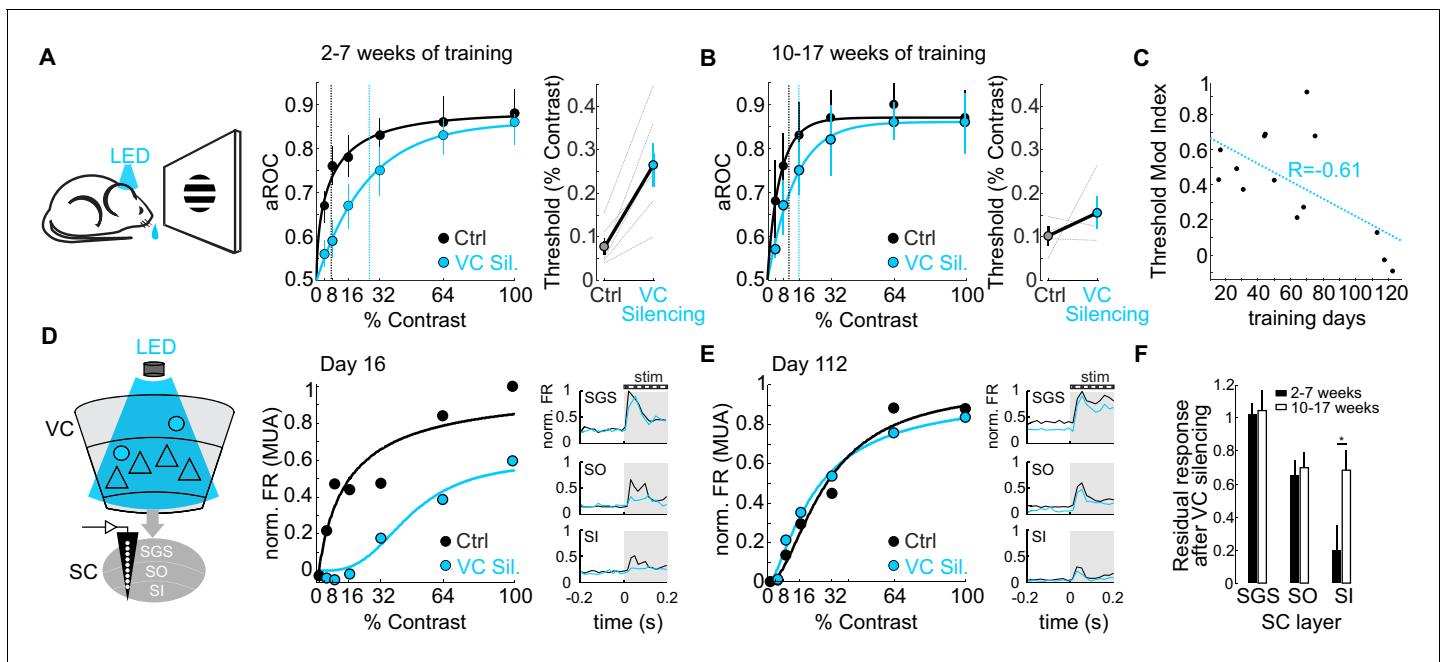 A
2-7 weeks of training
LED
aROC
0.9
0.8
0.7
0.6
0.5
0 8 16 32 64 100
% Contrast
Ctrl
VC Sil.
Threshold (% Contrast)
0.4
0.3
0.2
0.1
0
Ctrl
VC
Silencing
B
10-17 weeks of training
aROC
0.9
0.8
0.7
0.6
0.5
0 8 16 32 64 100
% Contrast
Ctrl
VC Sil.
Threshold (% Contrast)
0.4
0.3
0.2
0.1
0
Ctrl
VC
Silencing
C
Threshold Mod Index
1
0.8
0.6
0.4
0.2
0
R=-0.61
20 40 60 80 100 120
training days
D
LED
VC
SC
SGS
SO
SI
Day 16
norm. FR (MUA)
1
0.8
0.6
0.4
0.2
0
0 8 16 32 64 100
% Contrast
Ctrl
VC Sil.
stim
norm. FR
SGS
1
0.5
0
SO
1
0.5
0
SI
1
0.5
0
-0.2 0 0.2
time (s)
E
Day 112
norm. FR (MUA)
1
0.8
0.6
0.4
0.2
0
0 8 16 32 64 100
% Contrast
Ctrl
VC Sil.
stim
norm. FR
SGS
1
0.5
0
SO
1
0.5
0
SI
1
0.5
0
-0.2 0 0.2
time (s)
F
Residual response
after VC silencing
1.2
1
0.8
0.6
0.4
0.2
0
2-7 weeks
10-17 weeks
*
SGS SO SI
SC layer